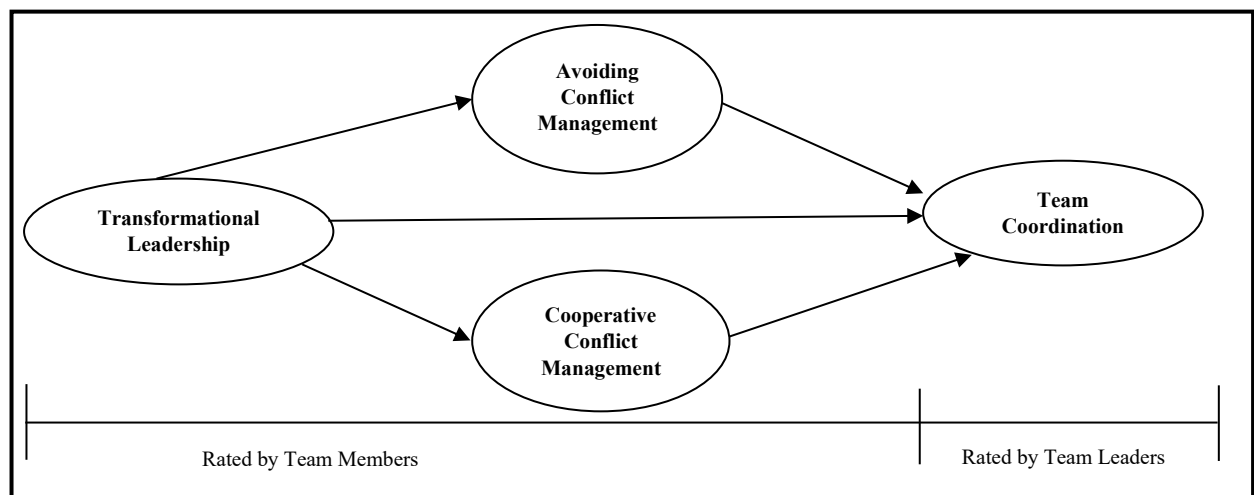 Avoiding
Conflict
Management
Transformational
Leadership
Team
Coordination
Cooperative
Conflict
Management
Rated by Team Members
Rated by Team Leaders